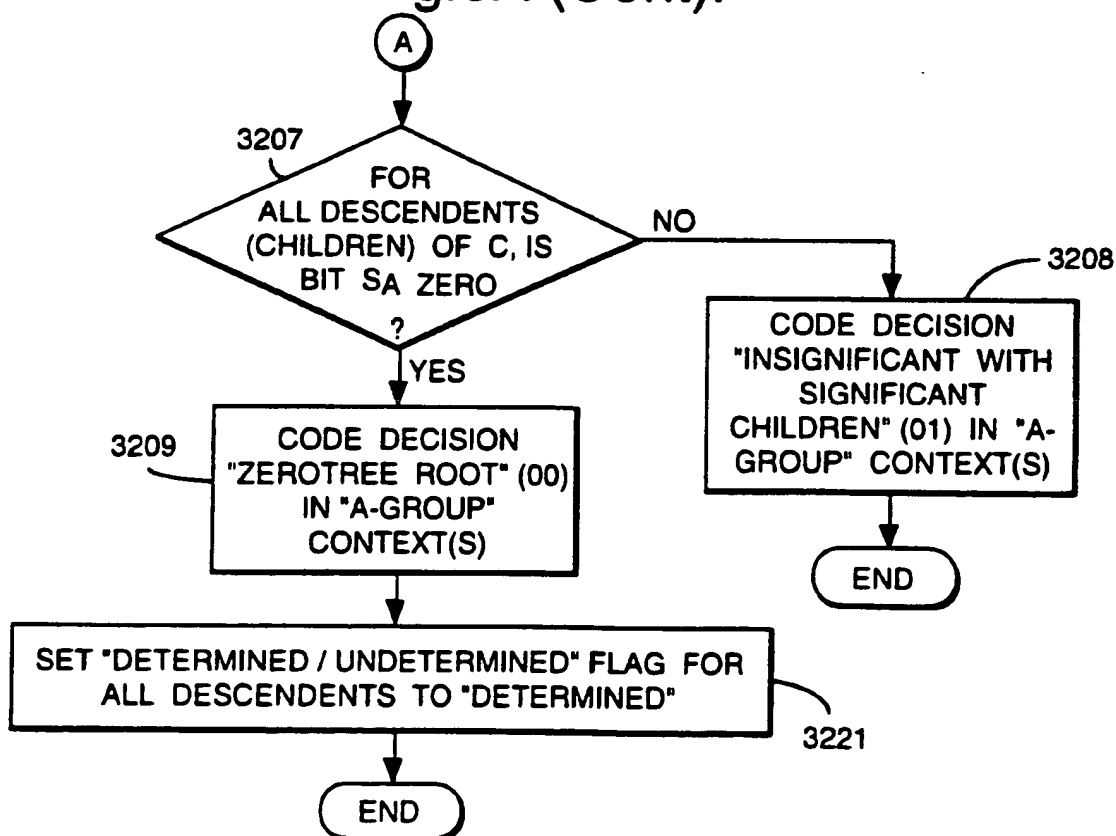 (Cont).
A
3207
FOR
ALL DESCENDENTS
(CHILDREN) OF C, IS
BIT SA ZERO
?
NO
YES
3208
CODE DECISION
"INSIGNIFICANT WITH
SIGNIFICANT
CHILDREN" (01) IN "A-
GROUP" CONTEXT(S)
END
3209
CODE DECISION
"ZEROTREE ROOT" (00)
IN "A-GROUP"
CONTEXT(S)
SET "DETERMINED / UNDETERMINED" FLAG FOR
ALL DESCENDENTS TO "DETERMINED"
3221
END